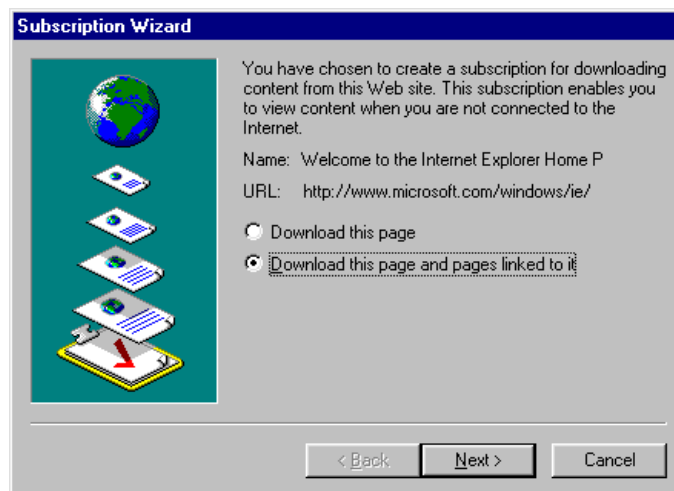 Subscription Wizard
You have chosen to create a subscription for downloading
content from this Web site. This subscription enables you
to view content when you are not connected to the
Internet.
Name: Welcome to the Internet Explorer Home P
URL: http://www.microsoft.com/windows/ie/
Download this page
Download this page and pages linked to it
< Back
Next >
Cancel